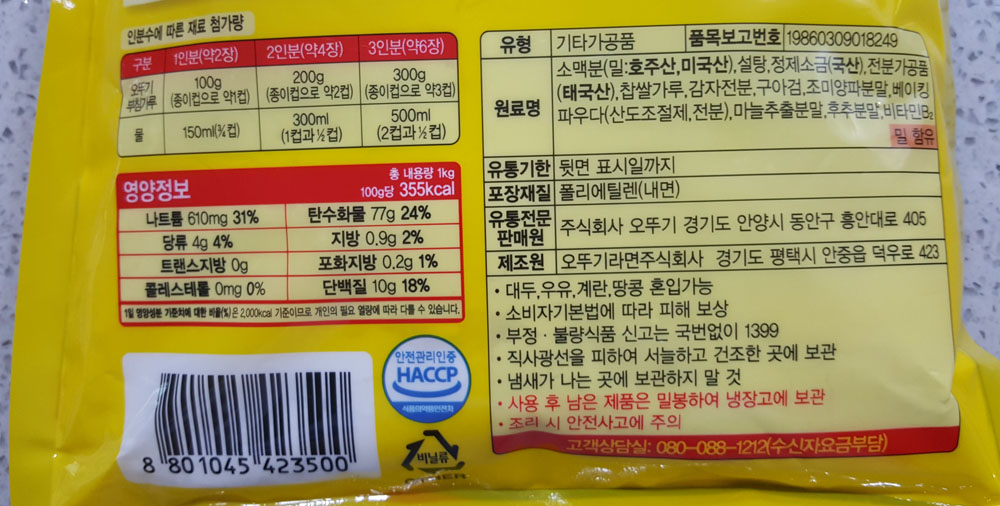 인분수에 따른 재료 첨가량
구분 1인분(약2장) 2인분(약4장) 3인분(약6장)
오뚜기 부침가루 100g (종이컵으로 약1컵) 200g (종이컵으로 약2컵) 300g (종이컵으로 약3컵)
물 150ml(¾컵) 300ml (1컵과½컵) 500ml (2컵과½컵)
영양정보
총 내용량 1kg
100g당 355kcal
나트륨 610mg 31% 탄수화물 77g 24%
당류 4g 4% 지방 0.9g 2%
트랜스지방 0g 포화지방 0.2g 1%
콜레스테롤 0mg 0% 단백질 10g 18%
1일 영양성분 기준치에 대한 비율(%)은 2,000kcal 기준이므로 개인의 필요 열량에 따라 다를 수 있습니다.
안전관리인증
HACCP
식품의약품안전처
8 801045 423500
비닐류
OTHER
유형 기타가공품 품목보고번호 19860309018249
원료명
소맥분(밀:호주산,미국산),설탕,정제소금(국산),전분가공품
(태국산),찹쌀가루,감자전분,구아검,조미양파분말,베이킹
파우다(산도조절제,전분),마늘추출분말,후추분말,비타민B₂
밀 함유
유통기한 뒷면 표시일까지
포장재질 폴리에틸렌(내면)
유통전문판매원 주식회사 오뚜기 경기도 안양시 동안구 흥안대로 405
제조원 오뚜기라면주식회사 경기도 평택시 안중읍 덕우로 423
• 대두,우유,계란,땅콩 혼입가능
• 소비자기본법에 따라 피해 보상
• 부정 · 불량식품 신고는 국번없이 1399
• 직사광선을 피하여 서늘하고 건조한 곳에 보관
• 냄새가 나는 곳에 보관하지 말 것
• 사용 후 남은 제품은 밀봉하여 냉장고에 보관
• 조리 시 안전사고에 주의
고객상담실: 080-088-1212(수신자요금부담)